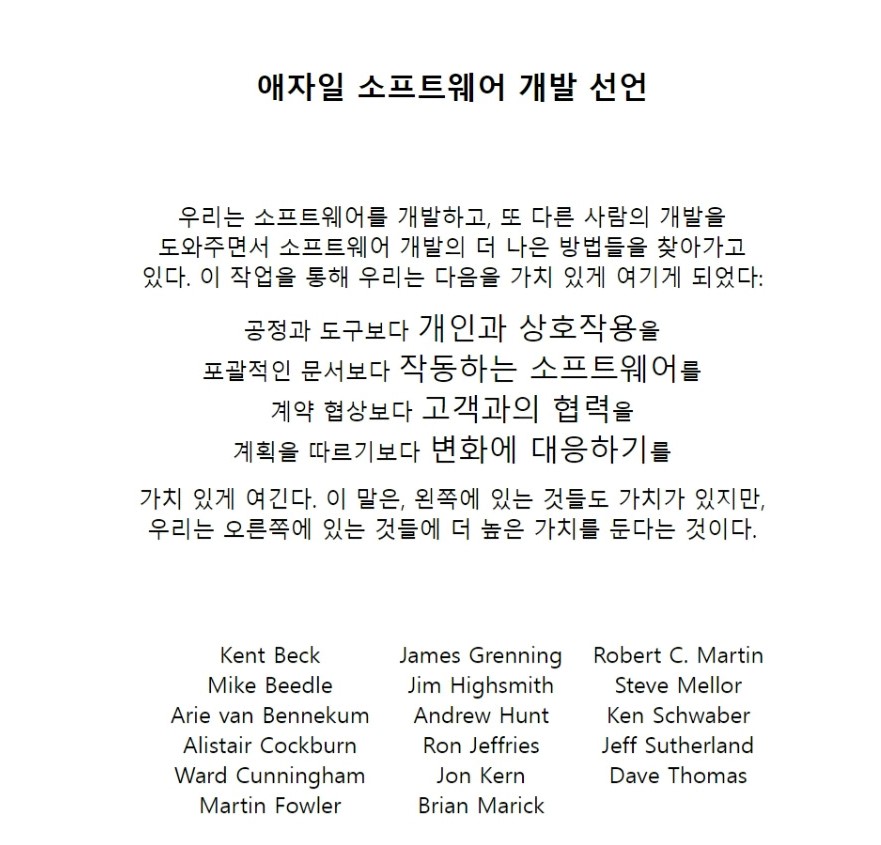 애자일 소프트웨어 개발 선언
우리는 소프트웨어를 개발하고, 또 다른 사람의 개발을
도와주면서 소프트웨어 개발의 더 나은 방법들을 찾아가고
있다. 이 작업을 통해 우리는 다음을 가치 있게 여기게 되었다:
공정과 도구보다 개인과 상호작용을
포괄적인 문서보다 작동하는 소프트웨어를
계약 협상보다 고객과의 협력을
계획을 따르기보다 변화에 대응하기를
가치 있게 여긴다. 이 말은, 왼쪽에 있는 것들도 가치가 있지만,
우리는 오른쪽에 있는 것들에 더 높은 가치를 둔다는 것이다.
Kent Beck James Grenning Robert C. Martin
Mike Beedle Jim Highsmith Steve Mellor
Arie van Bennekum Andrew Hunt Ken Schwaber
Alistair Cockburn Ron Jeffries Jeff Sutherland
Ward Cunningham Jon Kern Dave Thomas
Martin Fowler Brian Marick